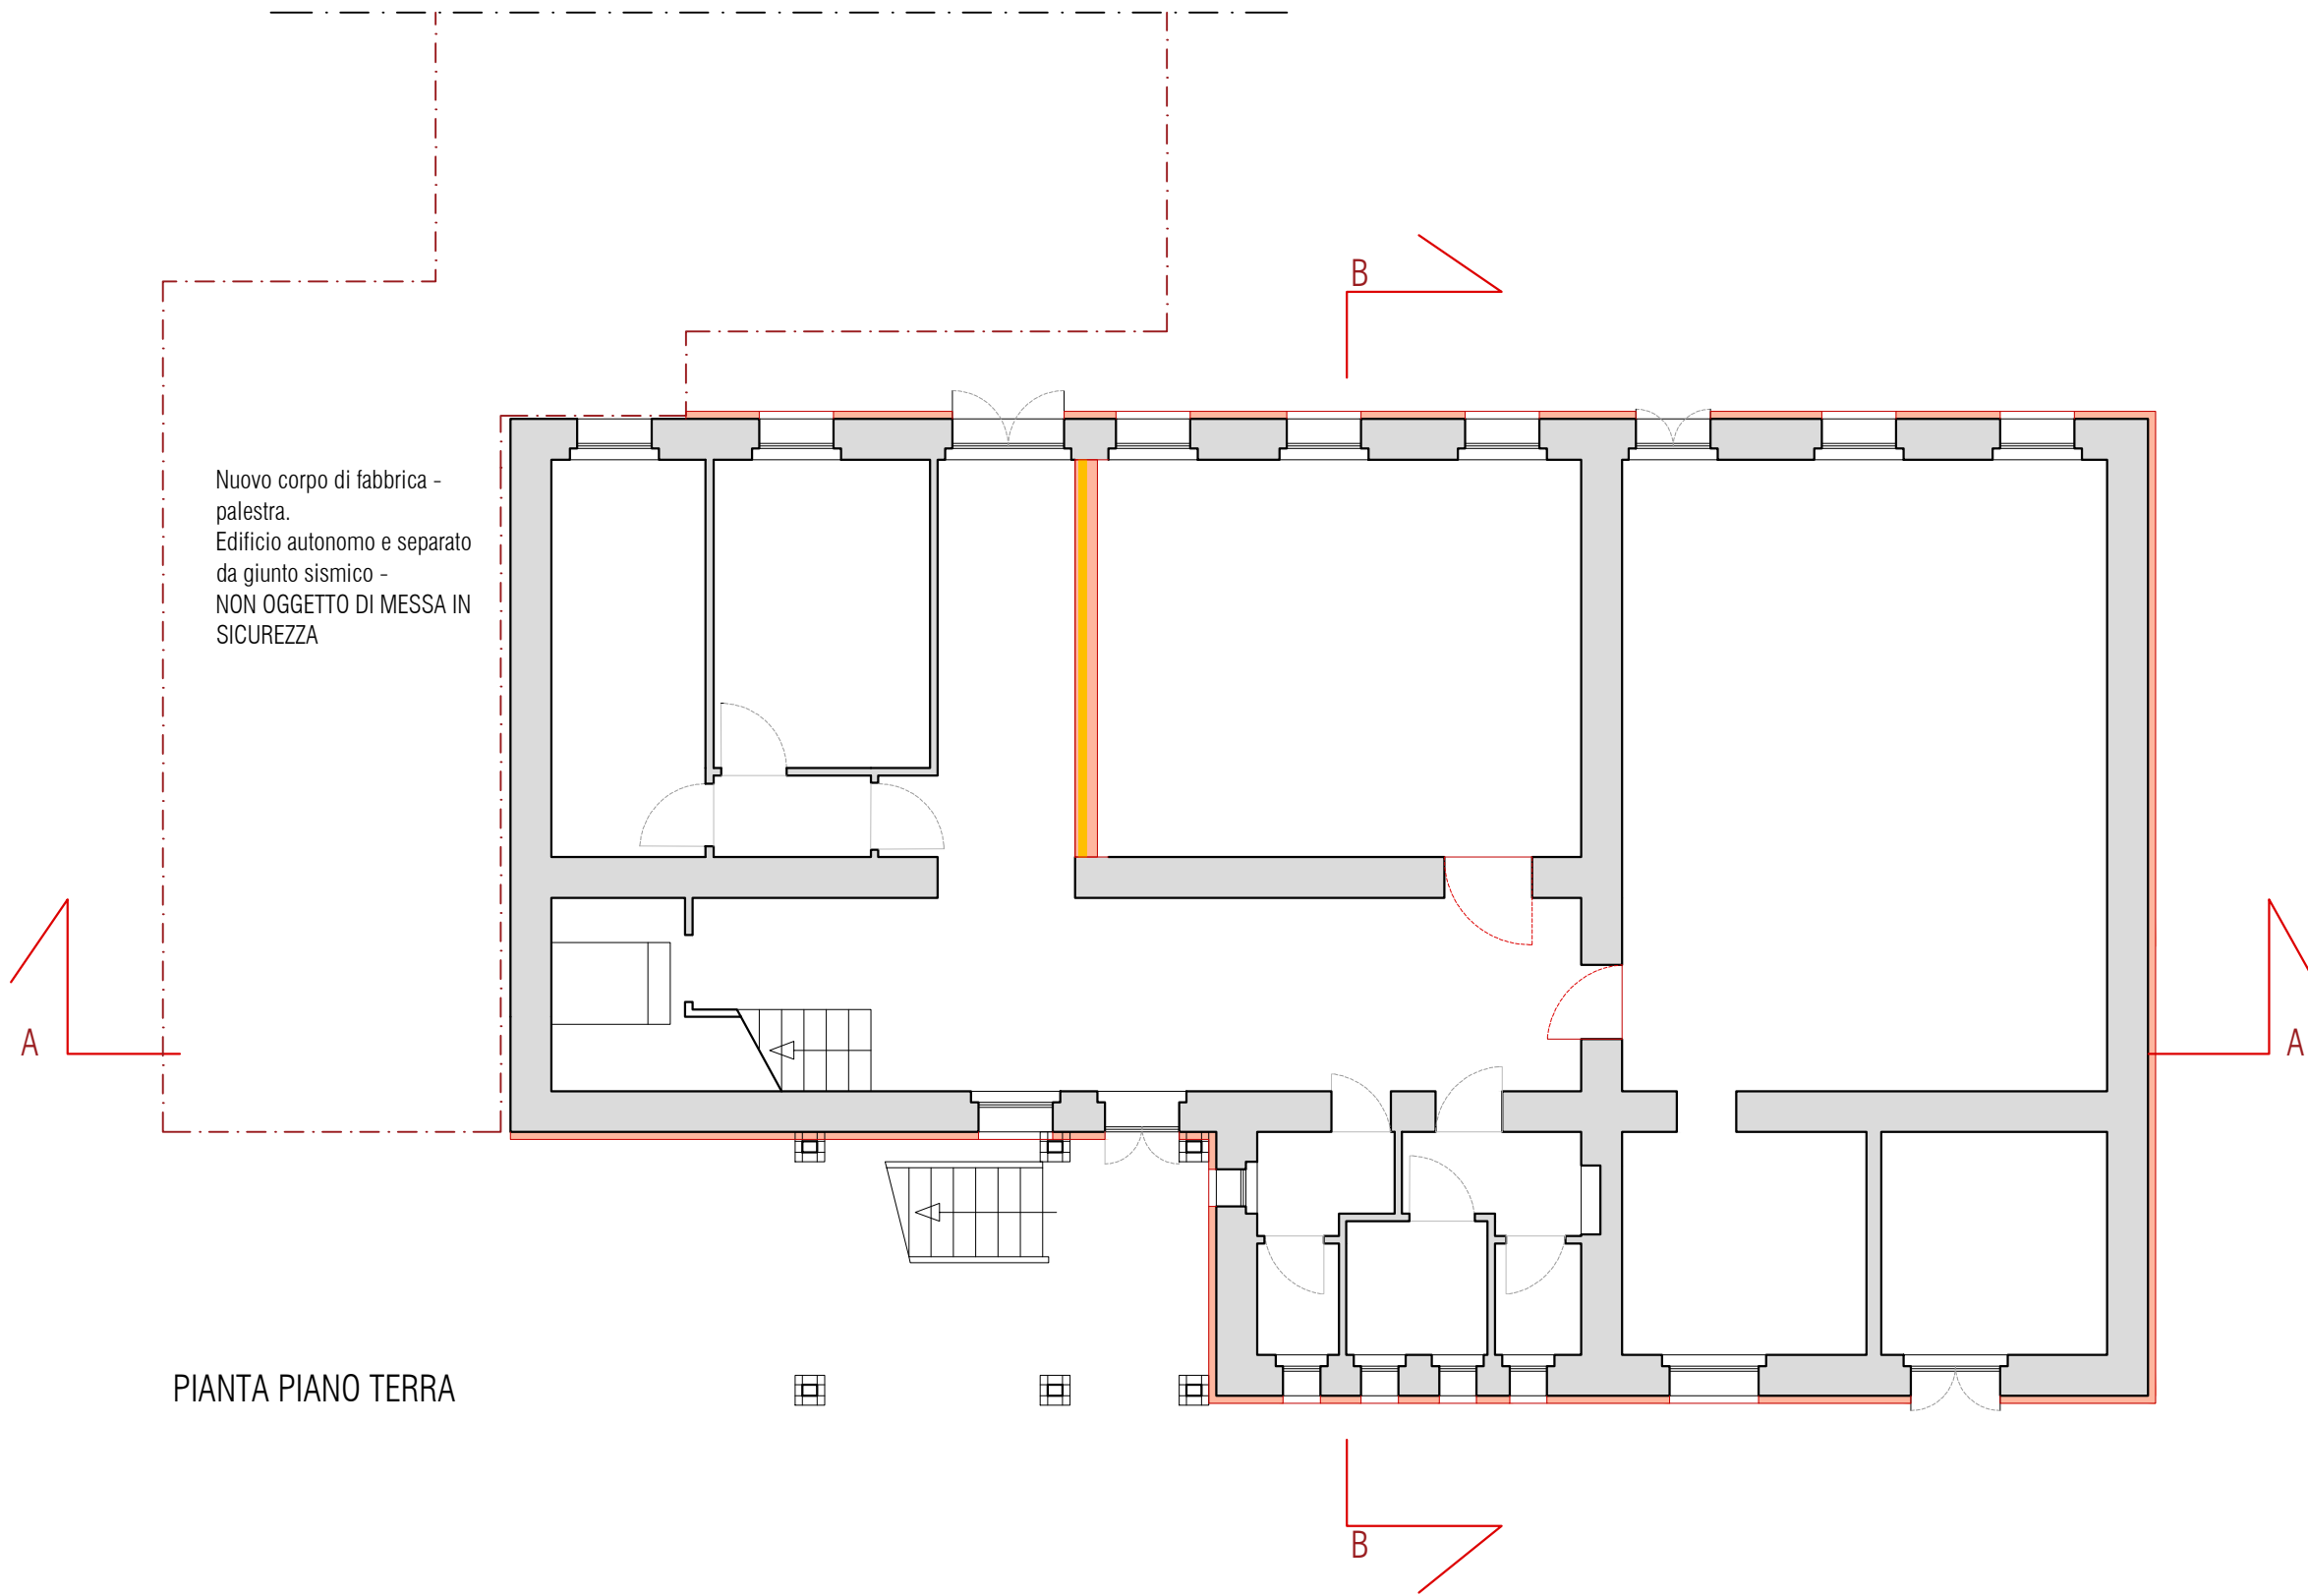 B
Nuovo corpo di fabbrica -
palestra.
Edificio autonomo e separato
da giunto sismico -
NON OGGETTO DI MESSA IN
SICUREZZA
A
A
PIANTA PIANO TERRA
B